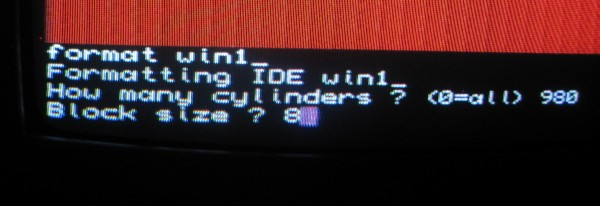 format win1_
Formatting IDE win1_
How many cylinders ? (0=all) 980
Block size ? 8